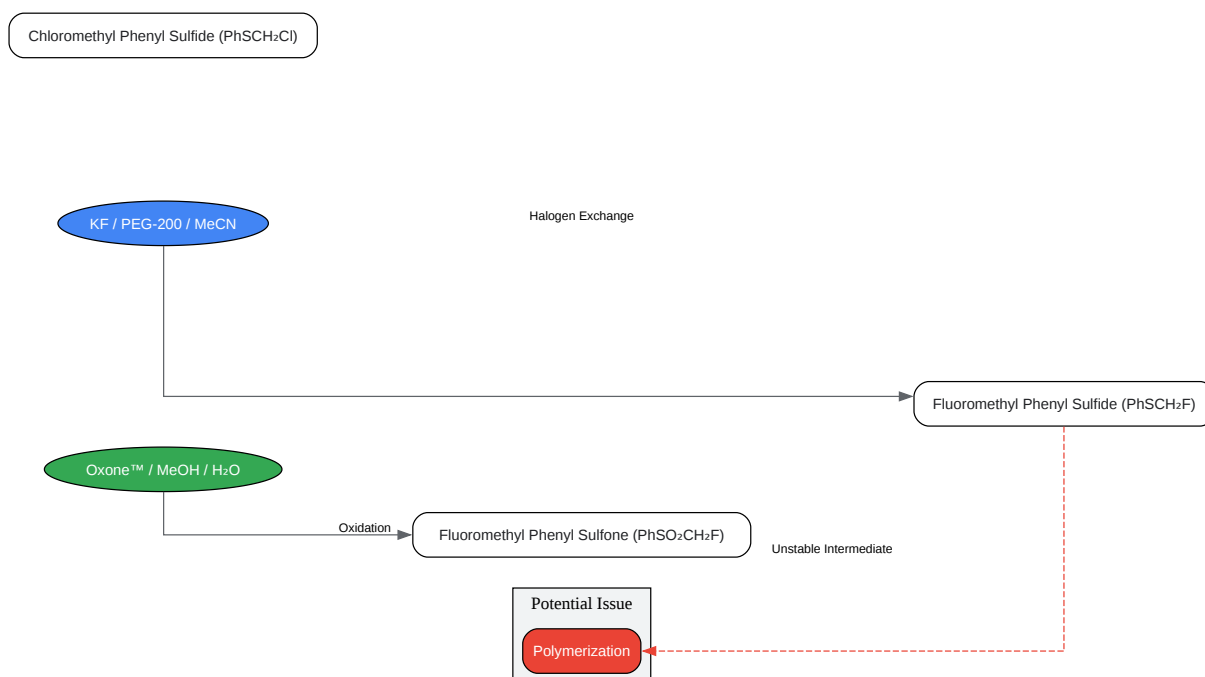 Chloromethyl Phenyl Sulfide (PhSCH₂Cl)
KF / PEG-200 / MeCN
Halogen Exchange
Fluoromethyl Phenyl Sulfide (PhSCH₂F)
Oxone™ / MeOH / H₂O
Oxidation
Fluoromethyl Phenyl Sulfone (PhSO₂CH₂F)
Unstable Intermediate
Potential Issue
Polymerization